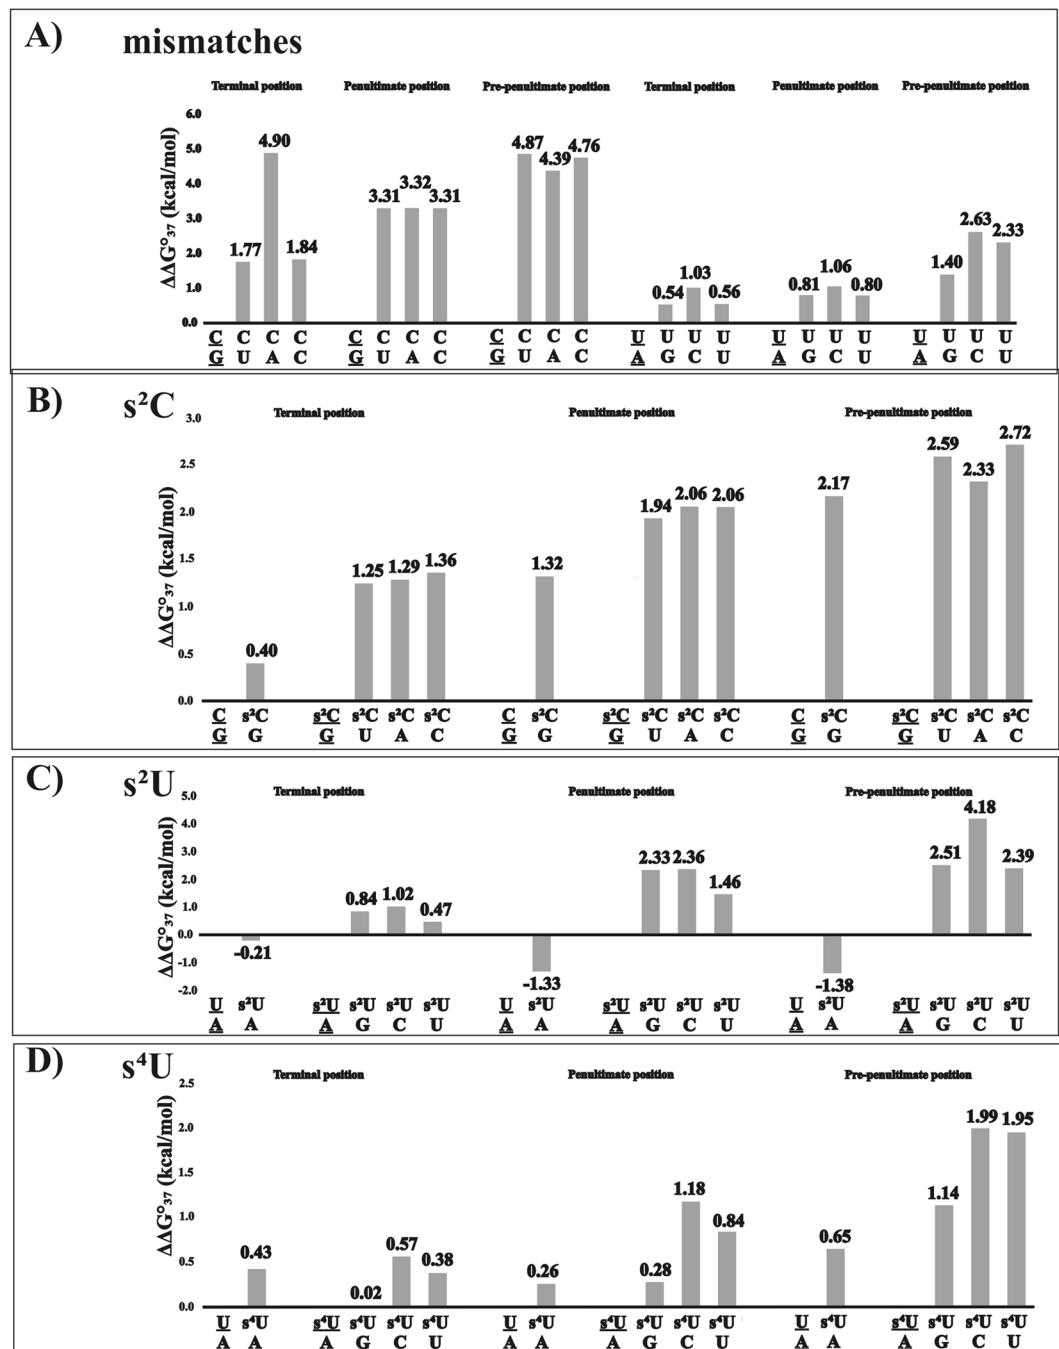 A) mismatches
Terminal position Penultimate position Pre-penultimate position Terminal position Penultimate position Pre-penultimate position
ΔΔG°₃₇ (kcal/mol)
6.0
5.0
4.0
3.0
2.0
1.0
0.0
1.77 4.90 1.84 3.31 3.32 3.31 4.87 4.39 4.76 0.54 1.03 0.56 0.81 1.06 0.80 1.40 2.63 2.33
C C C C C C C C C C C C U U U U U U U U U U U U
G U A C G U A C G U A C A G C U A G C U A G C U
B) s²C
Terminal position Penultimate position Pre-penultimate position
ΔΔG°₃₇ (kcal/mol)
3.0
2.5
2.0
1.5
1.0
0.5
0.0
0.40 1.25 1.29 1.36 1.32 1.94 2.06 2.06 2.17 2.59 2.33 2.72
C s²C s²C s²C s²C s²C C s²C s²C s²C s²C s²C C s²C s²C s²C s²C s²C
G G G U A C G G G U A C G G G U A C
C) s²U
Terminal position Penultimate position Pre-penultimate position
ΔΔG°₃₇ (kcal/mol)
5.0
4.0
3.0
2.0
1.0
0.0
-1.0
-2.0
-0.21 0.84 1.02 0.47 -1.33 2.33 2.36 1.46 -1.38 2.51 4.18 2.39
U s²U s²U s²U s²U s²U U s²U s²U s²U s²U s²U U s²U s²U s²U s²U s²U
A A A G C U A A A G C U A A A G C U
D) s⁴U
Terminal position Penultimate position Pre-penultimate position
ΔΔG°₃₇ (kcal/mol)
2.5
2.0
1.5
1.0
0.5
0.0
0.43 0.02 0.57 0.38 0.26 0.28 1.18 0.84 0.65 1.14 1.99 1.95
U s⁴U s⁴U s⁴U s⁴U s⁴U U s⁴U s⁴U s⁴U s⁴U s⁴U U s⁴U s⁴U s⁴U s⁴U s⁴U
A A A G C U A A A G C U A A A G C U